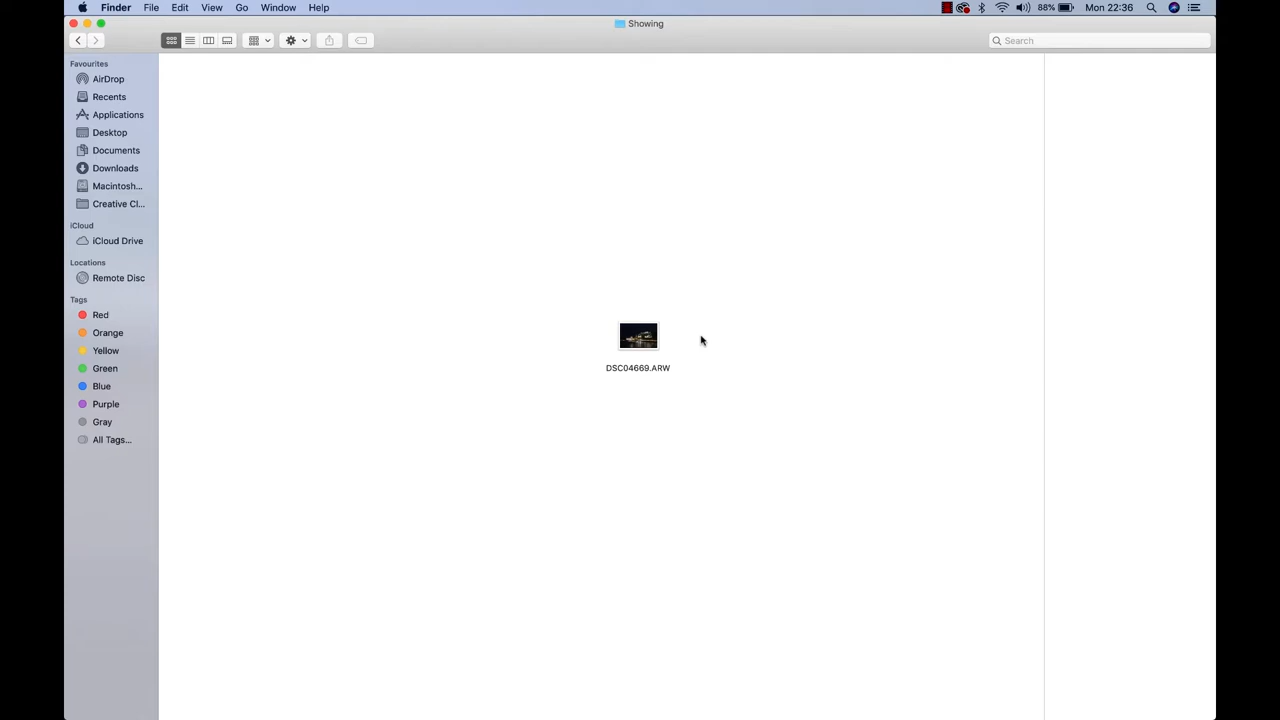 Finder File Edit View Go Window Help 88% Mon 22:36
Showing
Search
Favourites
AirDrop
Recents
Applications
Desktop
Documents
Downloads
Macintosh...
Creative Cl...
iCloud
iCloud Drive
Locations
Remote Disc
Tags
Red
Orange
Yellow
Green
Blue
Purple
Gray
All Tags...
DSC04669.ARW